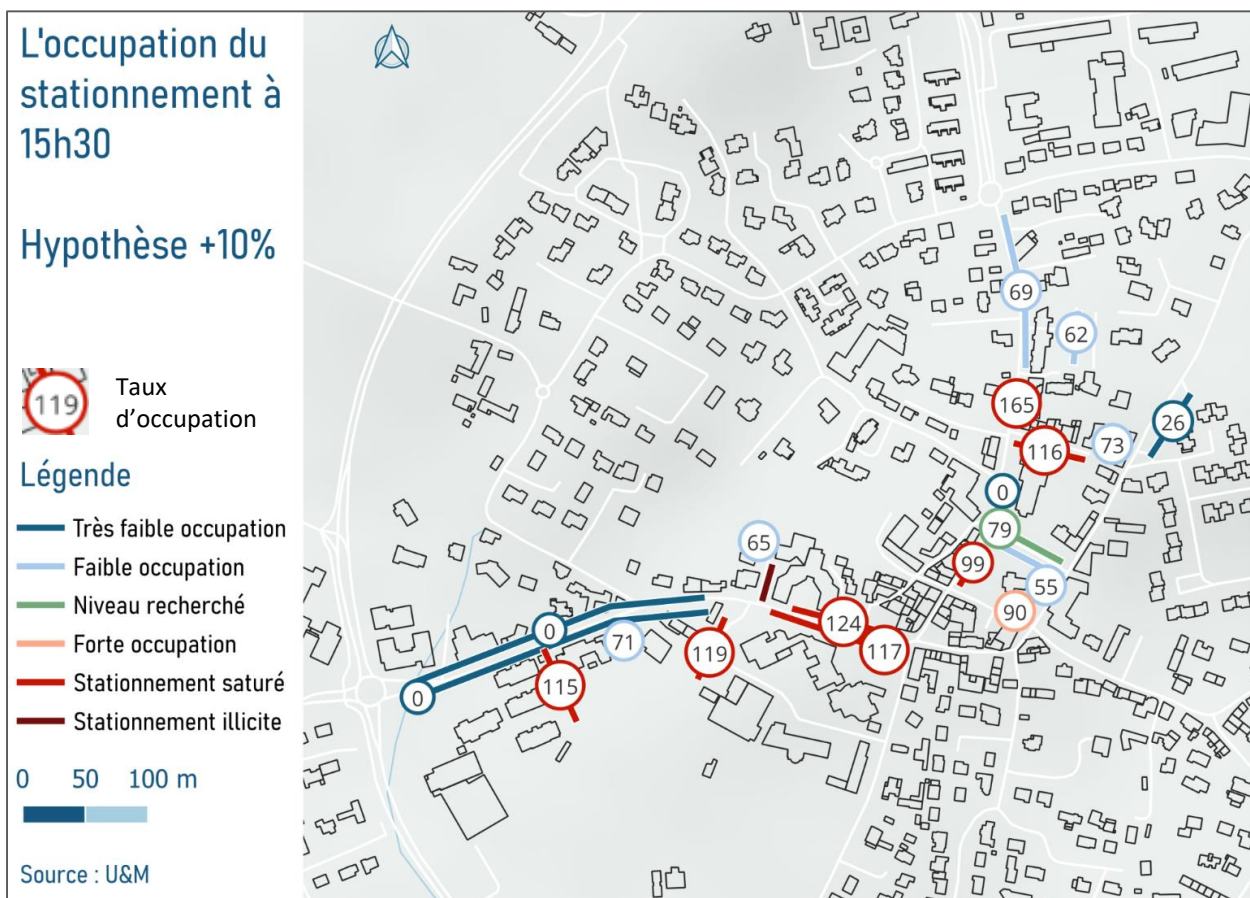 L'occupation du
stationnement à
15h30
Hypothèse +10%
119
Taux
d'occupation
Légende
Très faible occupation
Faible occupation
Niveau recherché
Forte occupation
Stationnement saturé
Stationnement illicite
0 50 100 m
Source : U&M
69
62
165
26
116
73
0
79
65
99
55
90
124
0
71
117
119
115
0